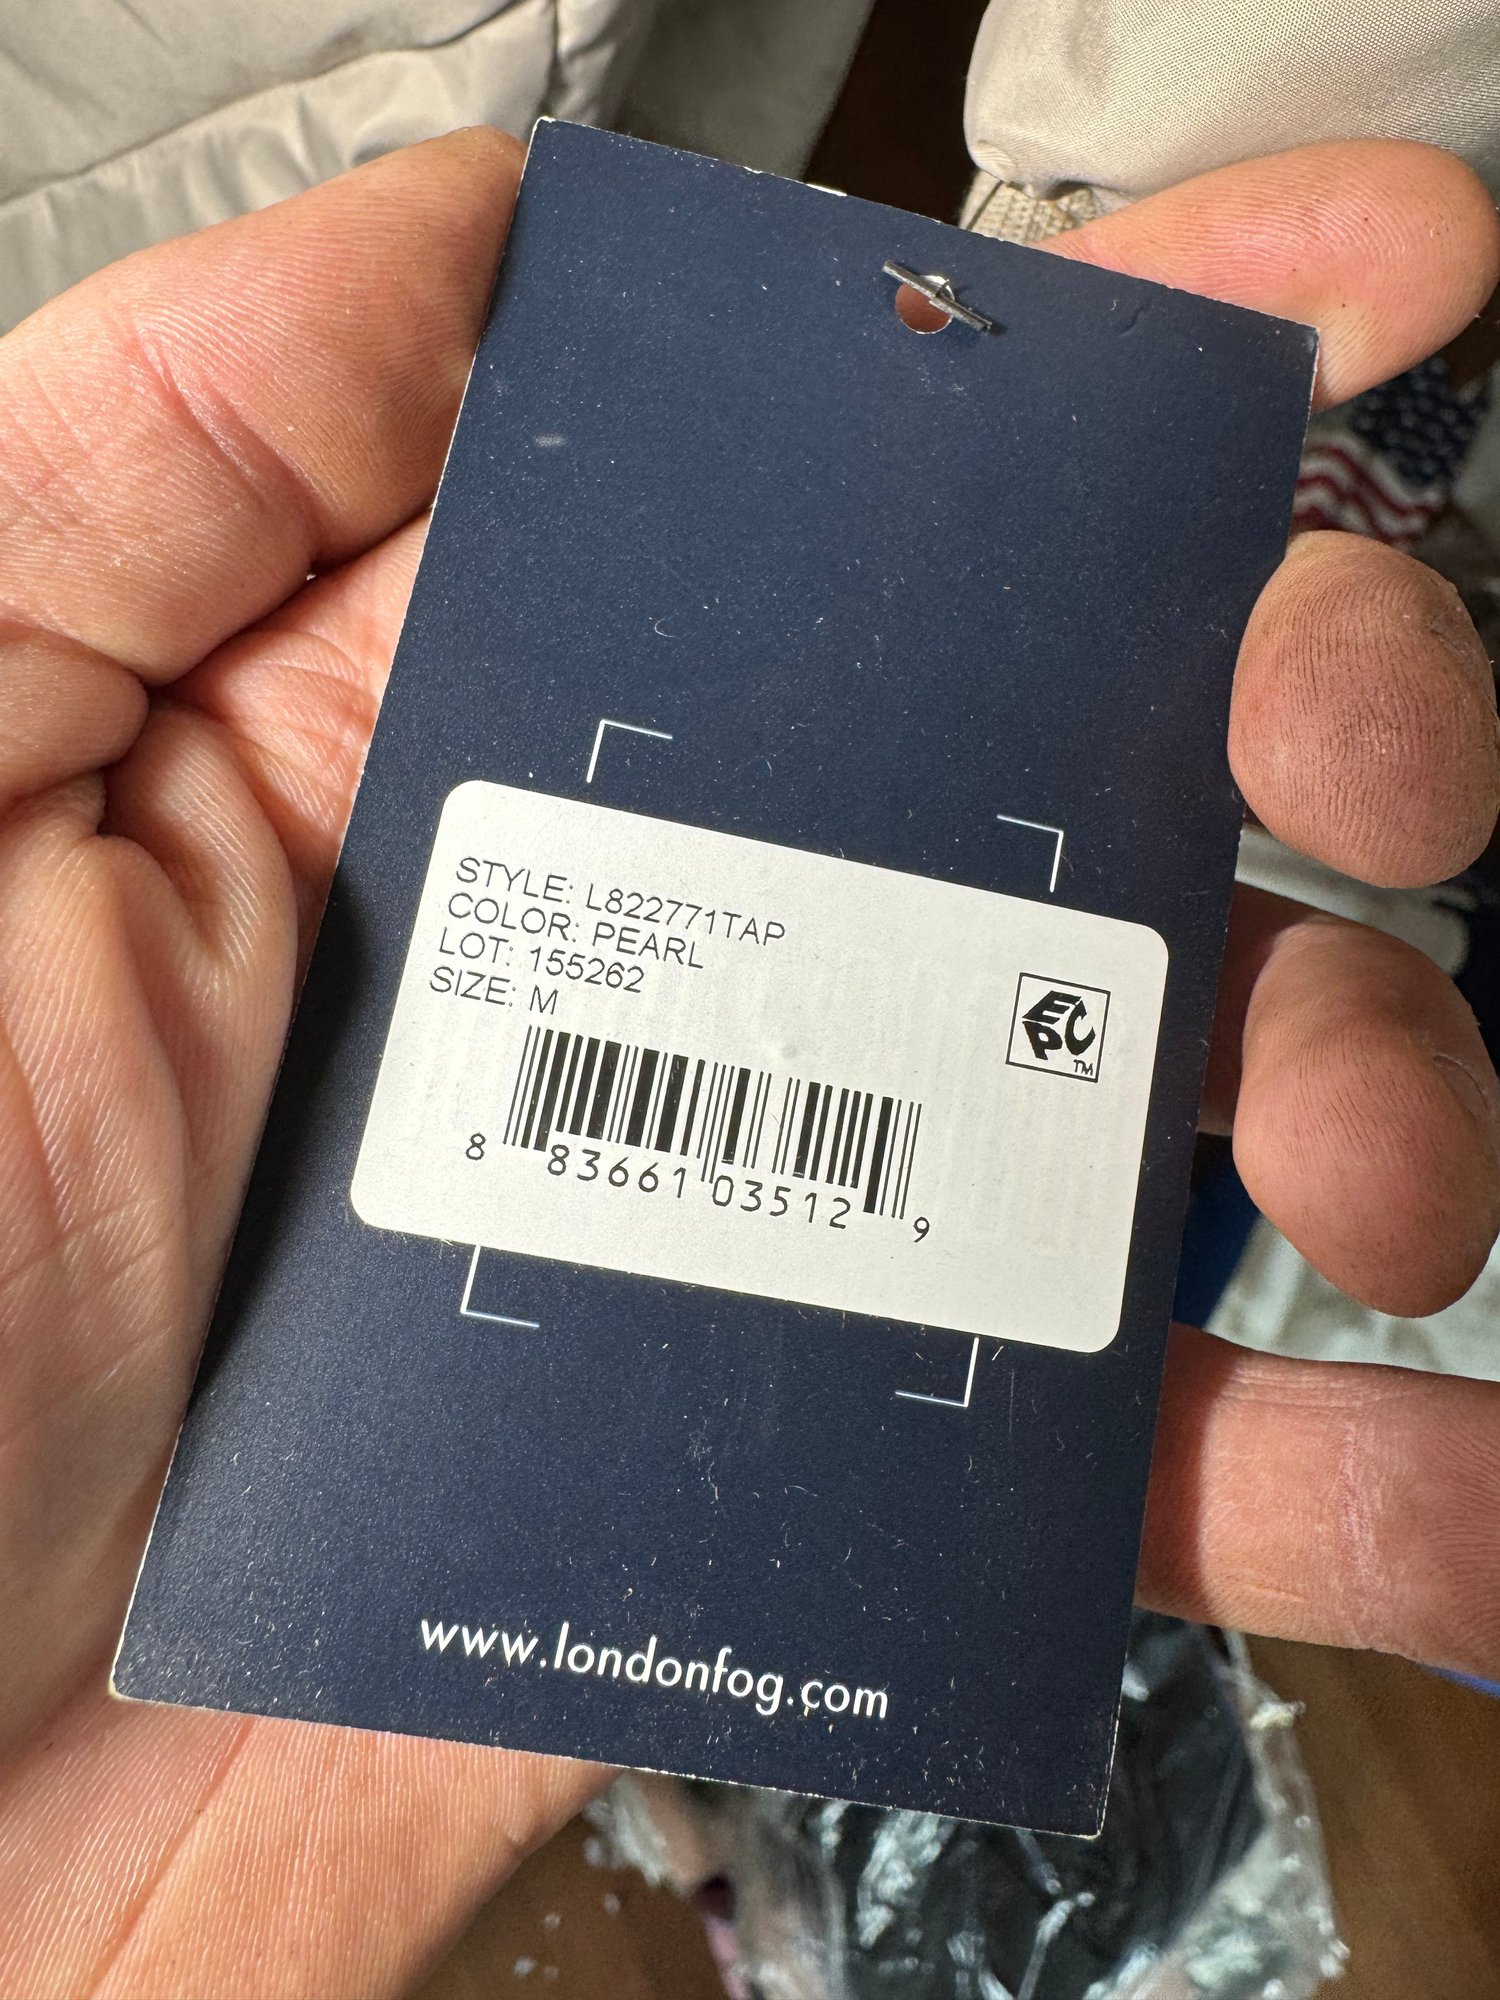 STYLE: L822771TAP
COLOR: PEARL
LOT: 155262
SIZE: M
EPC
TM
8 83661 03512 9
www.londonfog.com